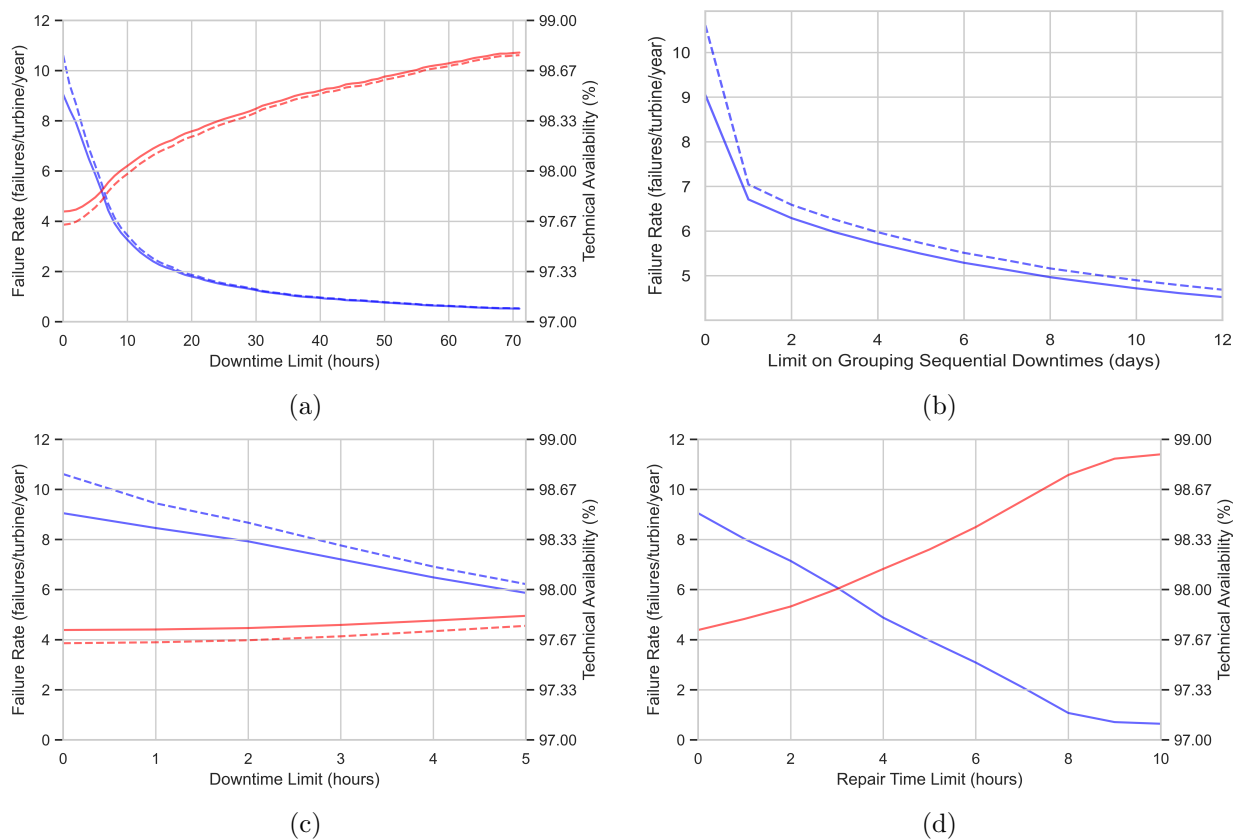 12
10
8
6
4
2
0
Failure Rate (failures/turbine/year)
99.00
98.67
98.33
98.00
97.67
97.33
97.00
Technical Availability (%)
0 10 20 30 40 50 60 70
Downtime Limit (hours)
(a)
10
9
8
7
6
5
Failure Rate (failures/turbine/year)
0 2 4 6 8 10 12
Limit on Grouping Sequential Downtimes (days)
(b)
12
10
8
6
4
2
0
Failure Rate (failures/turbine/year)
99.00
98.67
98.33
98.00
97.67
97.33
97.00
Technical Availability (%)
0 1 2 3 4 5
Downtime Limit (hours)
(c)
12
10
8
6
4
2
0
Failure Rate (failures/turbine/year)
99.00
98.67
98.33
98.00
97.67
97.33
97.00
Technical Availability (%)
0 2 4 6 8 10
Repair Time Limit (hours)
(d)